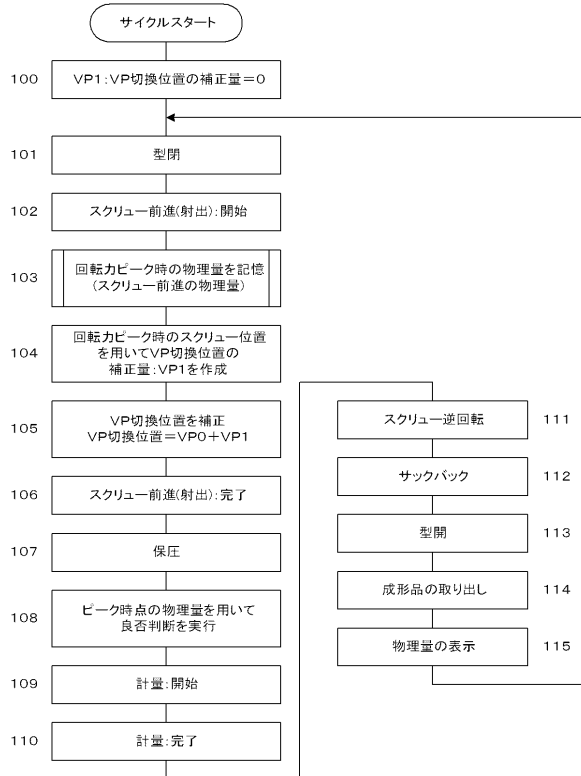 サイクルスタート
100
VP1:VP切換位置の補正量=0
101
型閉
102
スクリュー前進(射出):開始
103
回転力ピーク時の物理量を記憶
(スクリュー前進の物理量)
104
回転力ピーク時のスクリュー位置
を用いてVP切換位置の
補正量:VP1を作成
105
VP切換位置を補正
VP切換位置=VP0+VP1
106
スクリュー前進(射出):完了
107
保圧
108
ピーク時点の物理量を用いて
良否判断を実行
109
計量:開始
110
計量:完了
スクリュー逆回転
111
サックバック
112
型開
113
成形品の取り出し
114
物理量の表示
115